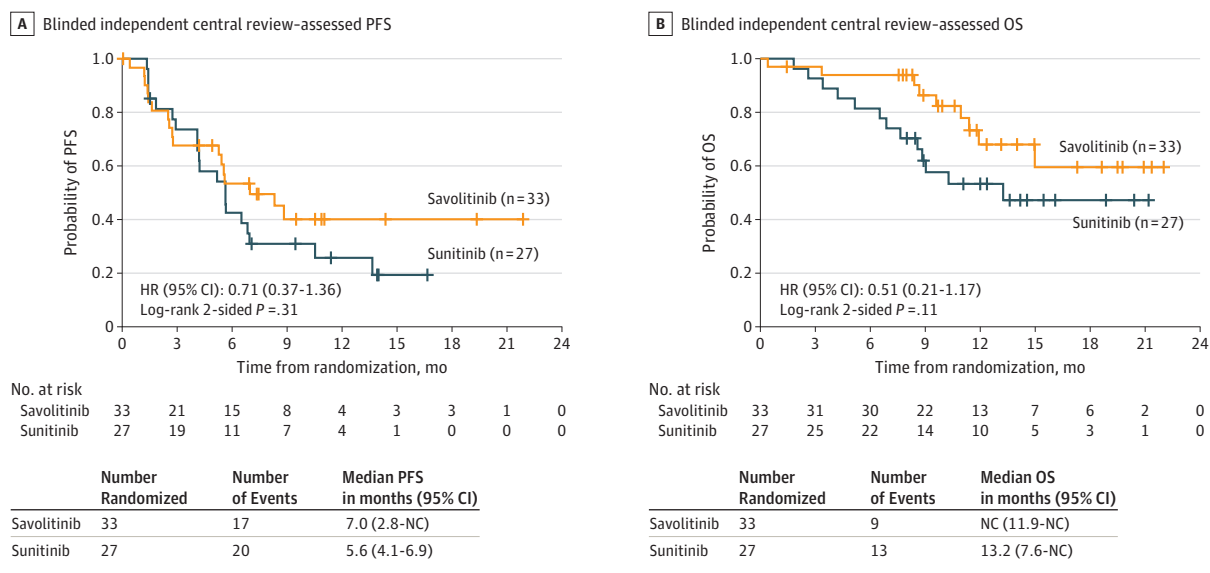 A Blinded independent central review-assessed PFS
1.0
0.8
0.6
0.4
0.2
0
Probability of PFS
Savolitinib (n=33)
Sunitinib (n=27)
HR (95% CI): 0.71 (0.37-1.36)
Log-rank 2-sided P=.31
0 3 6 9 12 15 18 21 24
Time from randomization, mo
No. at risk
Savolitinib 33 21 15 8 4 3 3 1 0
Sunitinib 27 19 11 7 4 1 0 0 0
Number Randomized Number of Events Median PFS in months (95% CI)
Savolitinib 33 17 7.0 (2.8-NC)
Sunitinib 27 20 5.6 (4.1-6.9)
B Blinded independent central review-assessed OS
1.0
0.8
0.6
0.4
0.2
0
Probability of OS
Savolitinib (n=33)
Sunitinib (n=27)
HR (95% CI): 0.51 (0.21-1.17)
Log-rank 2-sided P=.11
0 3 6 9 12 15 18 21 24
Time from randomization, mo
No. at risk
Savolitinib 33 31 30 22 13 7 6 2 0
Sunitinib 27 25 22 14 10 5 3 1 0
Number Randomized Number of Events Median OS in months (95% CI)
Savolitinib 33 9 NC (11.9-NC)
Sunitinib 27 13 13.2 (7.6-NC)